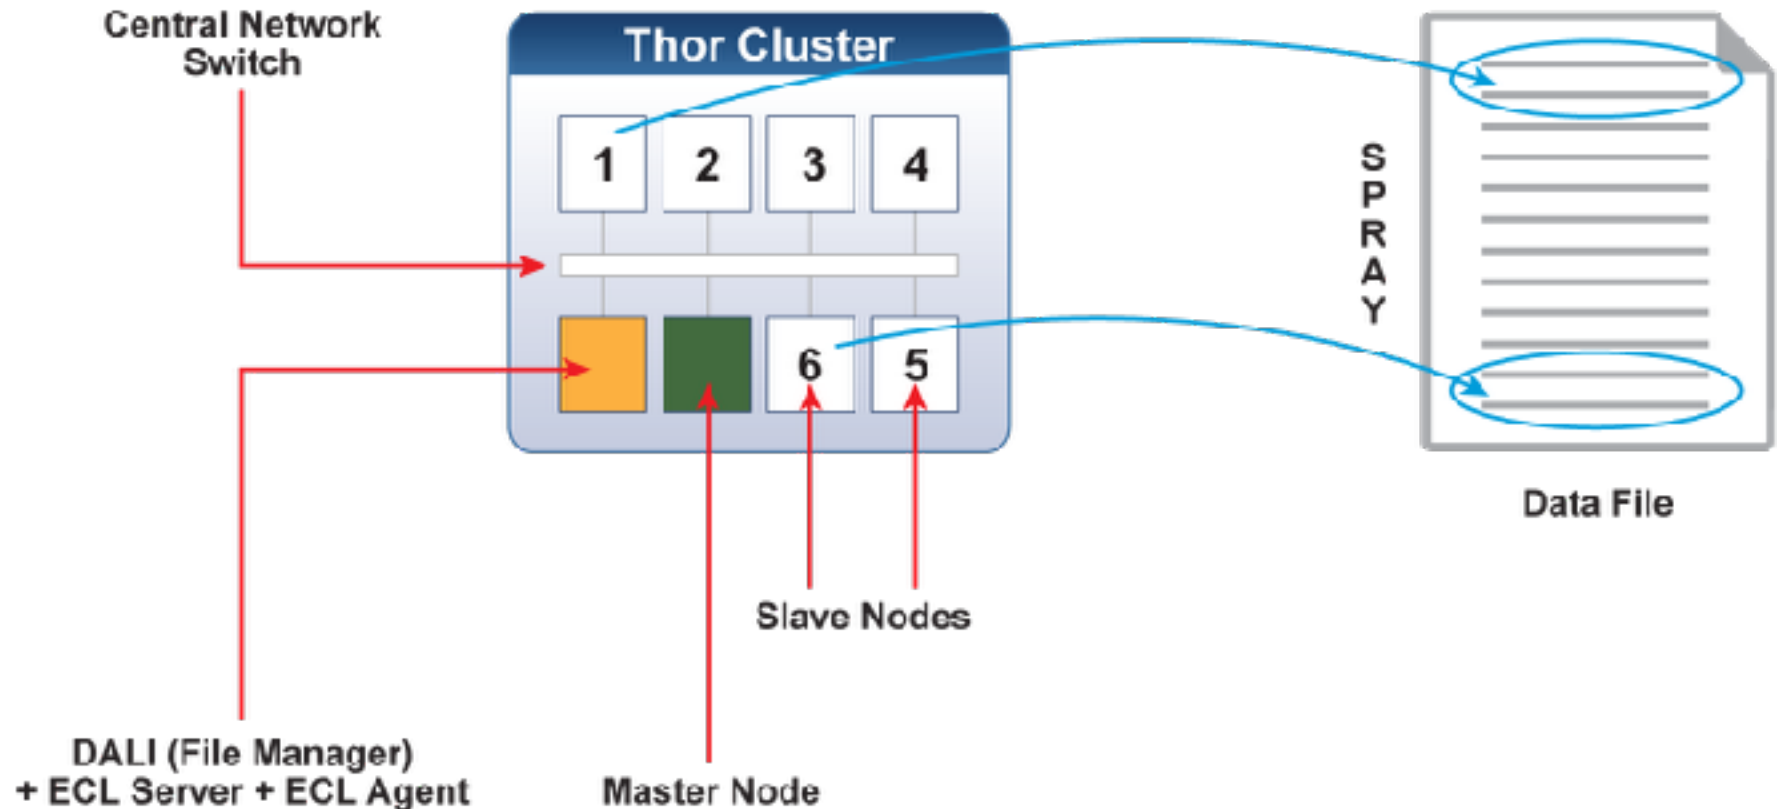 Central Network
Switch
Thor Cluster
1
2
3
4
6
5
S
P
R
A
Y
Data File
Slave Nodes
DALI (File Manager)
+ ECL Server + ECL Agent
Master Node